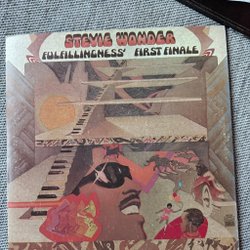 STEVIE WONDER
FULFILLINGNESS' FIRST FINALE